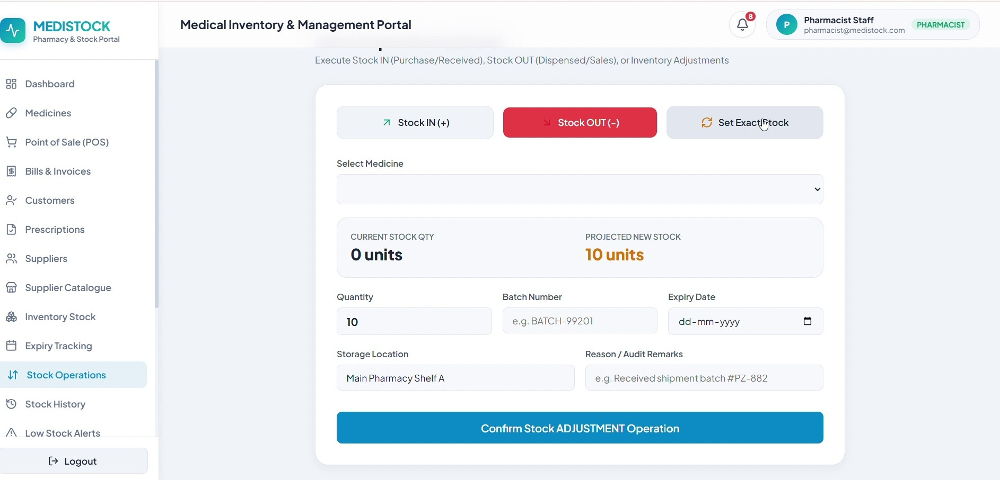 MEDISTOCK
Pharmacy & Stock Portal
Medical Inventory & Management Portal
8
P
Pharmacist Staff
pharmacist@medistock.com
PHARMACIST
Dashboard
Medicines
Point of Sale (POS)
Bills & Invoices
Customers
Prescriptions
Suppliers
Supplier Catalogue
Inventory Stock
Expiry Tracking
Stock Operations
Stock History
Low Stock Alerts
Logout
Execute Stock IN (Purchase/Received), Stock OUT (Dispensed/Sales), or Inventory Adjustments
Stock IN (+)
Stock OUT (-)
Set Exact Stock
Select Medicine
CURRENT STOCK QTY
0 units
PROJECTED NEW STOCK
10 units
Quantity
10
Batch Number
e.g. BATCH-99201
Expiry Date
dd-mm-yyyy
Storage Location
Main Pharmacy Shelf A
Reason / Audit Remarks
e.g. Received shipment batch #PZ-882
Confirm Stock ADJUSTMENT Operation